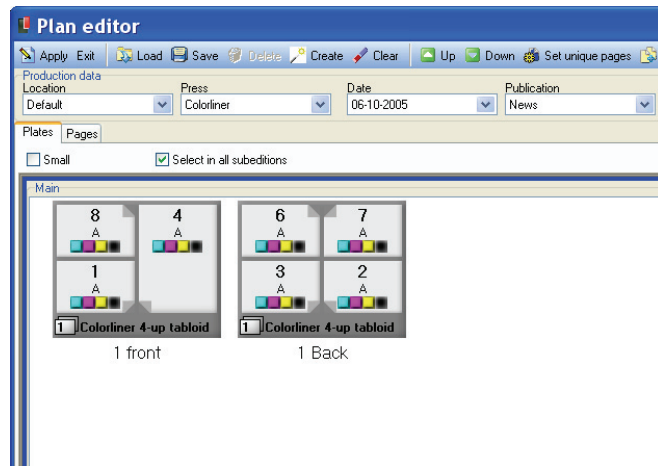 Plan editor
Apply Exit Load Save Delete Create Clear Up Down Set unique pages
Production data
Location Press Date Publication
Default Colorliner 06-10-2005 News
Plates Pages
Small Select in all subeditions
Main
8 4 6 7
A A A A
1 3 2
A A A
1 Colorliner 4-up tabloid 1 Colorliner 4-up tabloid
1 front 1 Back